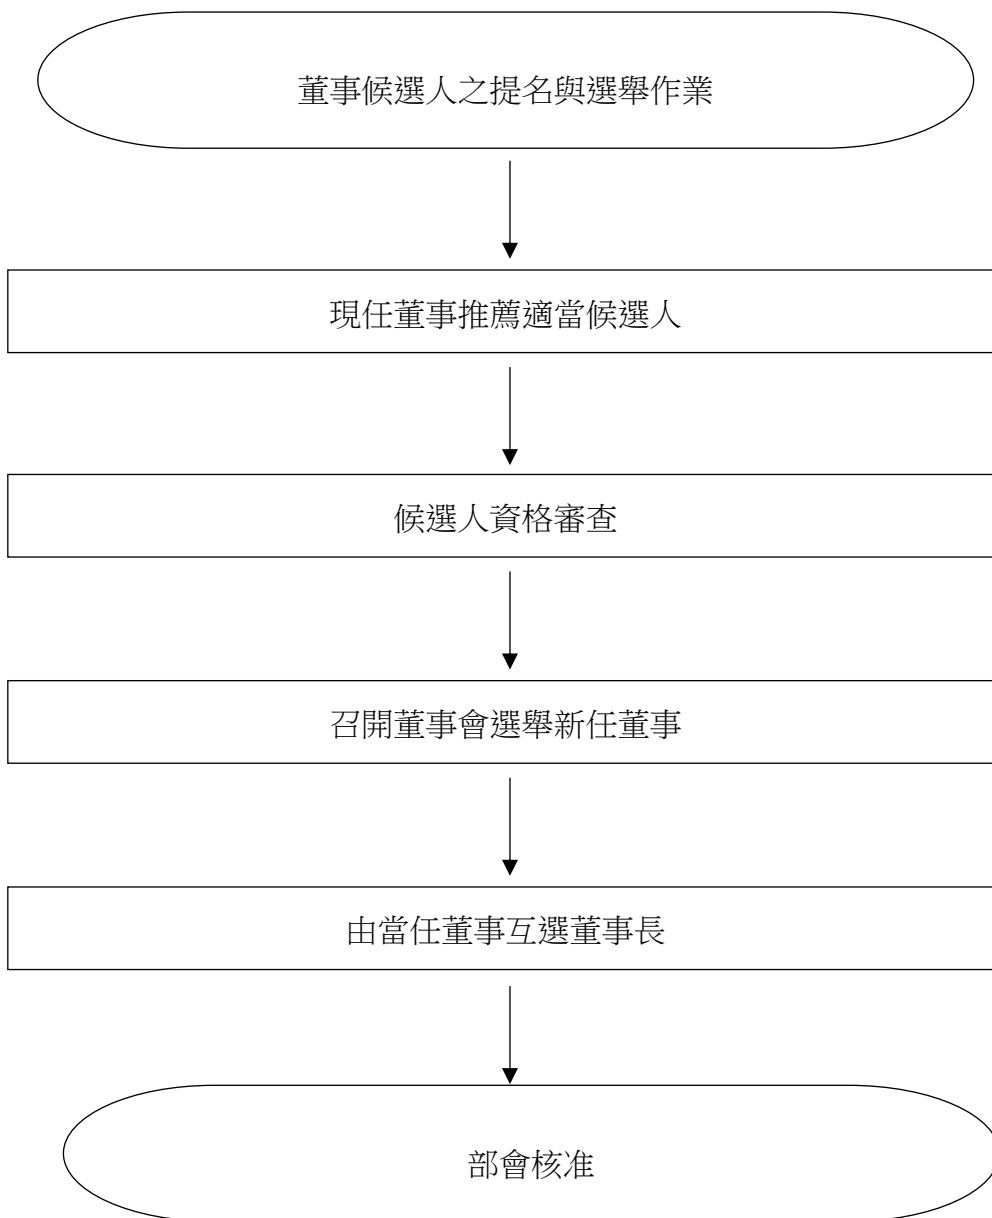 董事候選人之提名與選舉作業
現任董事推薦適當候選人
候選人資格審查
召開董事會選舉新任董事
由當任董事互選董事長
部會核准